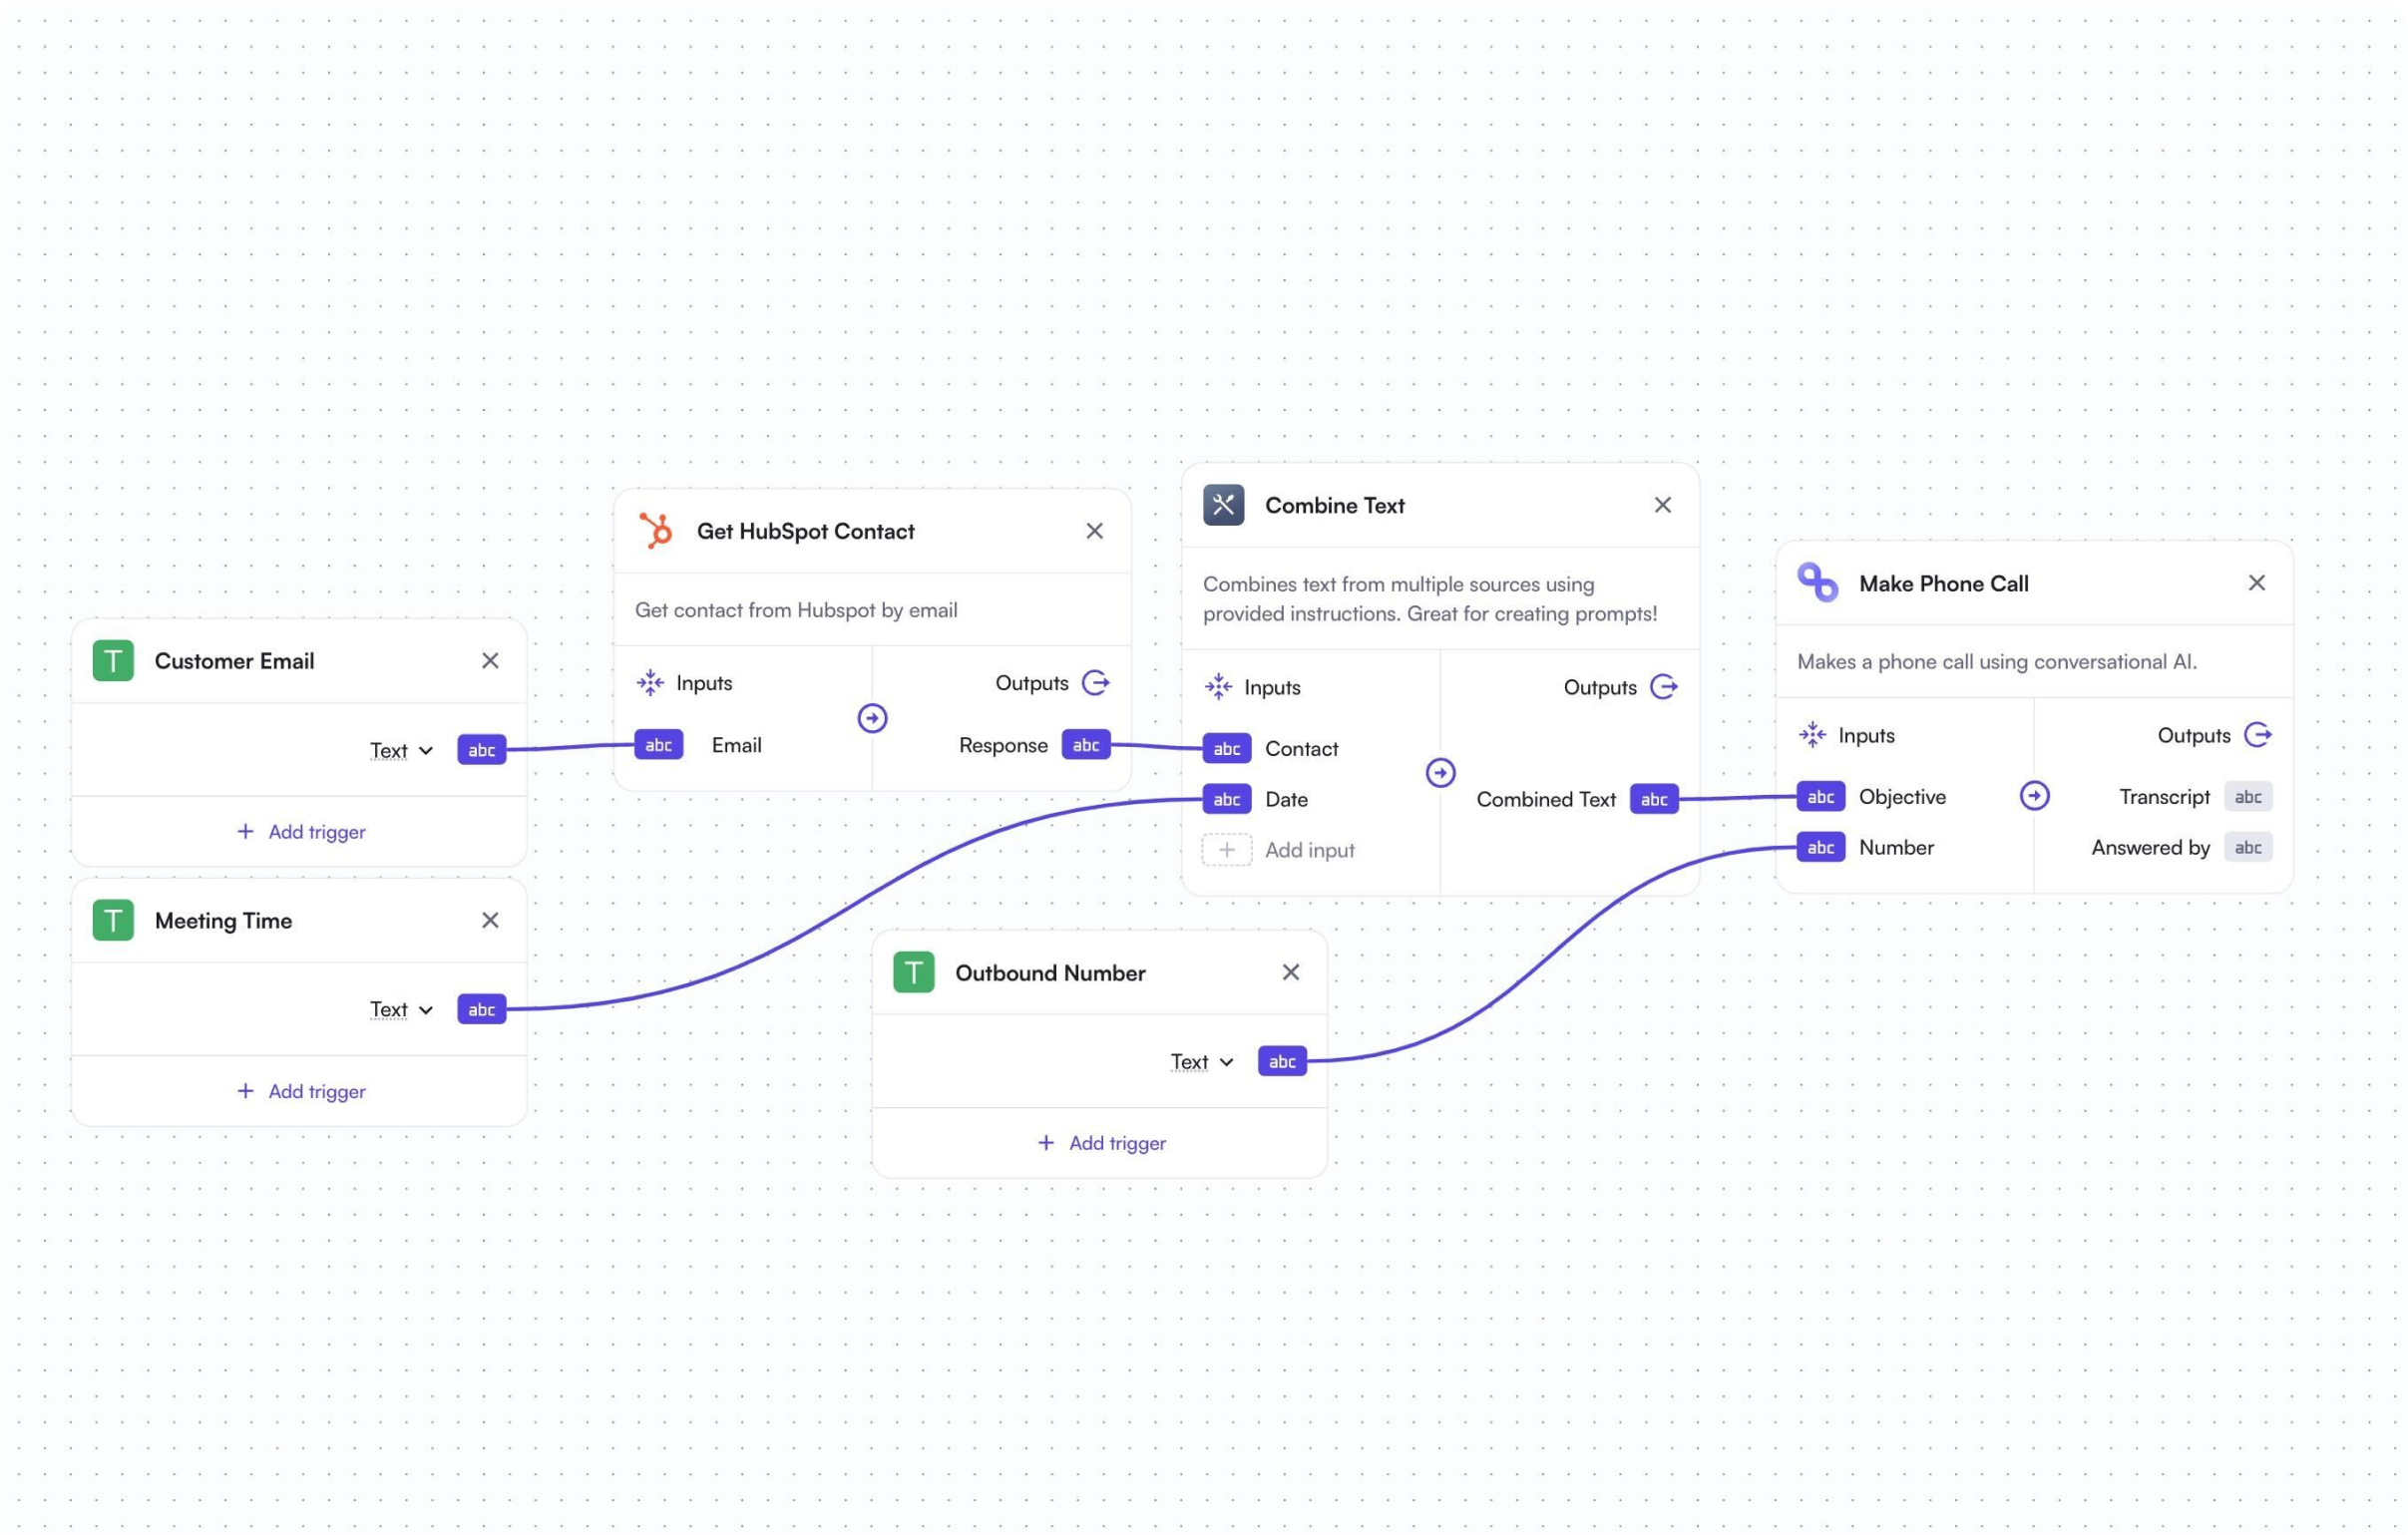 Customer Email
Text
abc
+ Add trigger
Meeting Time
Text
abc
+ Add trigger
Get HubSpot Contact
Get contact from Hubspot by email
Inputs
Outputs
abc Email
Response abc
Combine Text
Combines text from multiple sources using
provided instructions. Great for creating prompts!
Inputs
Outputs
abc Contact
abc Date
Combined Text abc
+ Add input
T Outbound Number
Text
abc
+ Add trigger
Make Phone Call
Makes a phone call using conversational AI.
Inputs
Outputs
abc Objective
Transcript abc
abc Number
Answered by abc